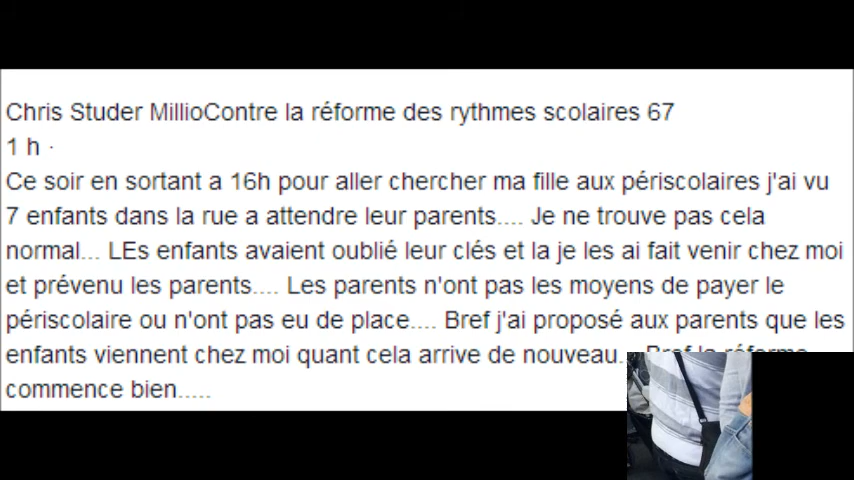 Chris Studer MillioContre la réforme des rythmes scolaires 67
1 h ·
Ce soir en sortant a 16h pour aller chercher ma fille aux périscolaires j'ai vu
7 enfants dans la rue a attendre leur parents.... Je ne trouve pas cela
normal... LEs enfants avaient oublié leur clés et la je les ai fait venir chez moi
et prévenu les parents.... Les parents n'ont pas les moyens de payer le
périscolaire ou n'ont pas eu de place.... Bref j'ai proposé aux parents que les
enfants viennent chez moi quant cela arrive de nouveau... Bref la réforme
commence bien.....